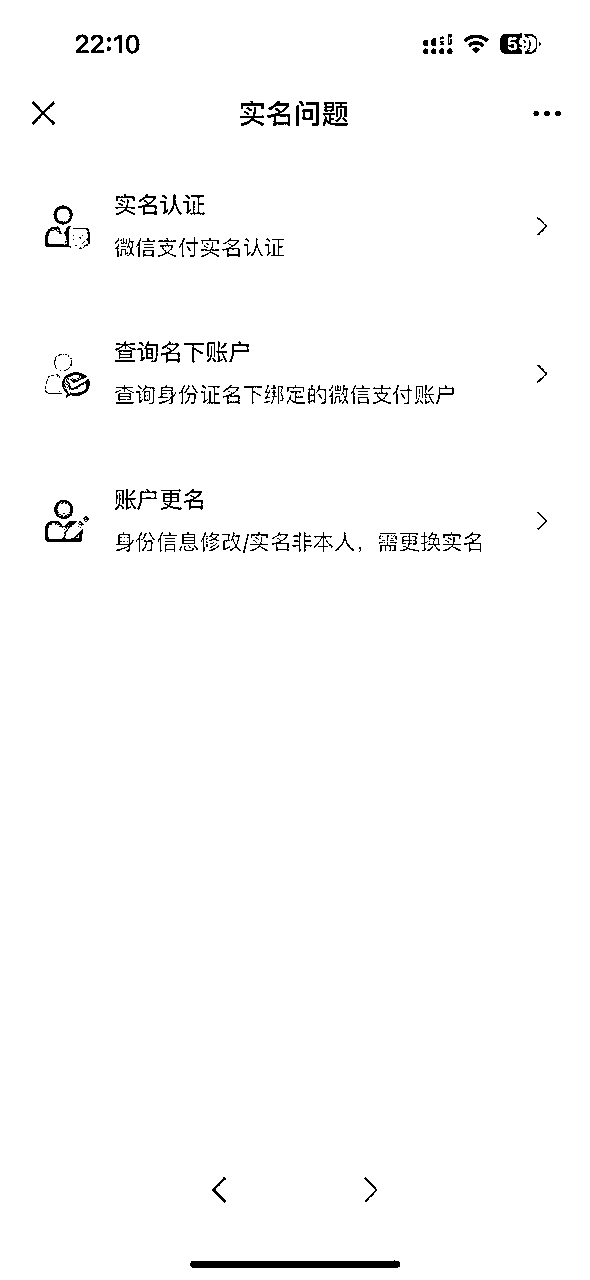 22:10
实名问题
实名认证
微信支付实名认证
查询名下账户
查询身份证名下绑定的微信支付账户
账户更名
身份信息修改/实名非本人，需更换实名